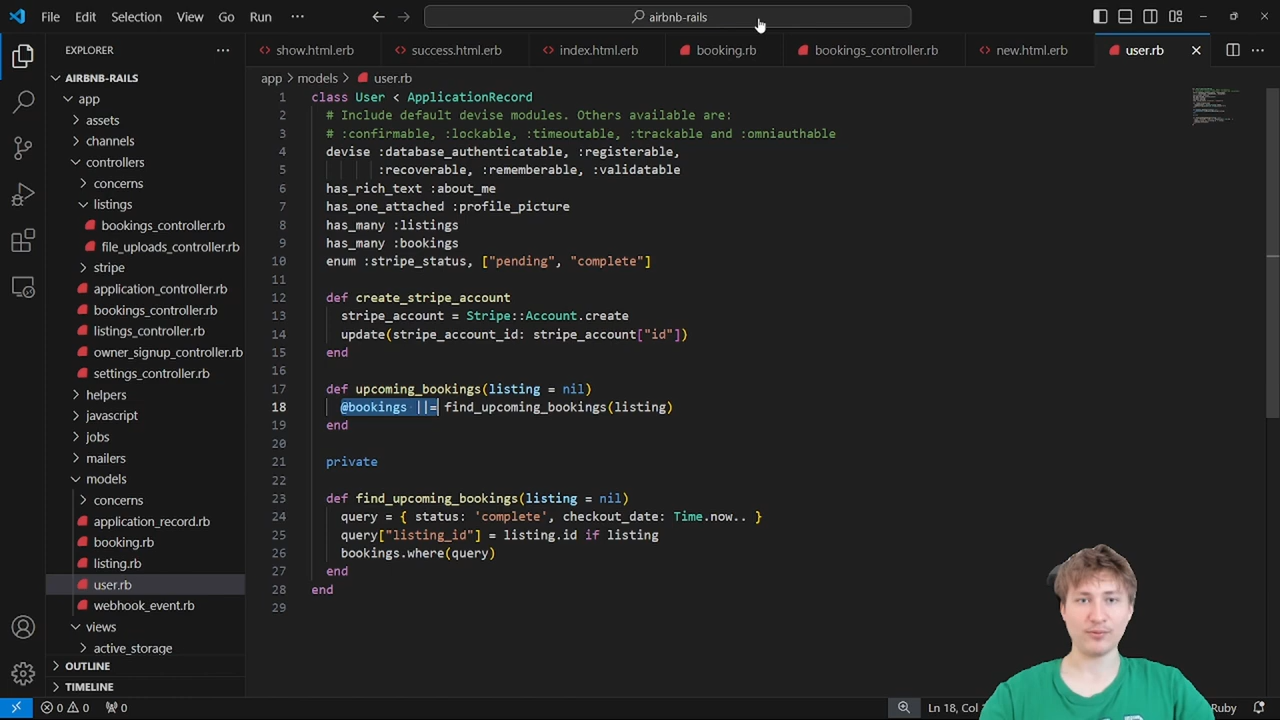 File Edit Selection View Go Run ··· airbnb-rails
EXPLORER ··· show.html.erb success.html.erb index.html.erb booking.rb bookings_controller.rb new.html.erb user.rb
AIRBNB-RAILS
app > models > user.rb
app
assets
channels
controllers
concerns
listings
bookings_controller.rb
file_uploads_controller.rb
stripe
application_controller.rb
bookings_controller.rb
listings_controller.rb
owner_signup_controller.rb
settings_controller.rb
helpers
javascript
jobs
mailers
models
concerns
application_record.rb
booking.rb
listing.rb
user.rb
webhook_event.rb
views
active_storage
OUTLINE
TIMELINE
1 class User < ApplicationRecord
2 # Include default devise modules. Others available are:
3 # :confirmable, :lockable, :timeoutable, :trackable and :omniauthable
4 devise :database_authenticatable, :registerable,
5 :recoverable, :rememberable, :validatable
6 has_rich_text :about_me
7 has_one_attached :profile_picture
8 has_many :listings
9 has_many :bookings
10 enum :stripe_status, ["pending", "complete"]
11
12 def create_stripe_account
13 stripe_account = Stripe::Account.create
14 update(stripe_account_id: stripe_account["id"])
15 end
16
17 def upcoming_bookings(listing = nil)
18 @bookings ||= find_upcoming_bookings(listing)
19 end
20
21 private
22
23 def find_upcoming_bookings(listing = nil)
24 query = { status: 'complete', checkout_date: Time.now.. }
25 query["listing_id"] = listing.id if listing
26 bookings.where(query)
27 end
28 end
29
0 0 0 Ln 18, Ruby